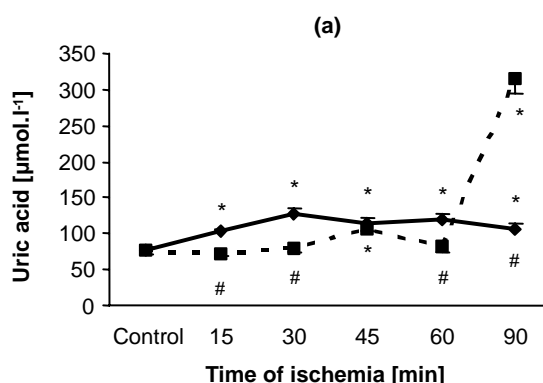 (a)
Uric acid [µmol.l-1]
350
300
250
200
150
100
50
0
* * * * * *
*
# # # #
Control 15 30 45 60 90
Time of ischemia [min]